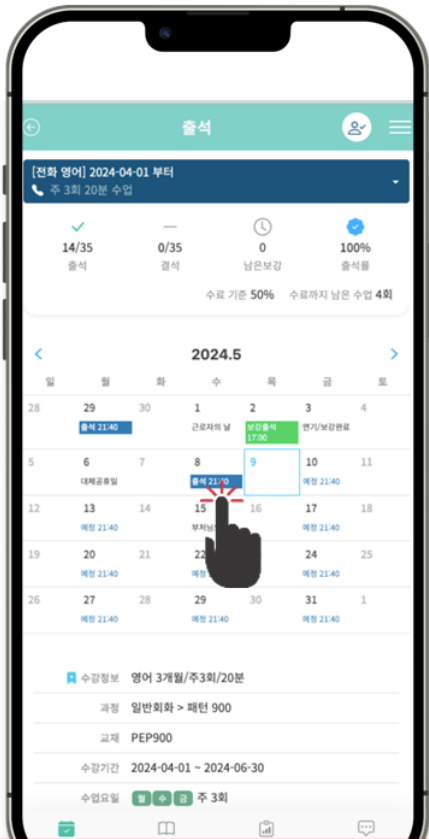 출석
[전화 영어] 2024-04-01 부터
주 3회 20분 수업
14/35 0/35 0 100%
출석 결석 남은보강 출석률
수료 기준 50% 수료까지 남은 수업 4회
2024.5
일 월 화 수 목 금 토
28 29 30 1 2 3 4
출석 21:40 근로자의 날 보강출석 17:00 연기/보강완료
5 6 7 8 9 10 11
대체공휴일 출석 예정 21:40
12 13 14 15 16 17 18
예정 21:40 예정 21:40
19 20 21 22 24 25
예정 21:40 예정 21:40
26 27 28 29 30 31 1
예정 21:40 예정 21:40 예정 21:40
수강정보 영어 3개월/주3회/20분
과정 일반회화 > 패턴 900
교재 PEP900
수강기간 2024-04-01 ~ 2024-06-30
수업요일 월 수 금 주 3회